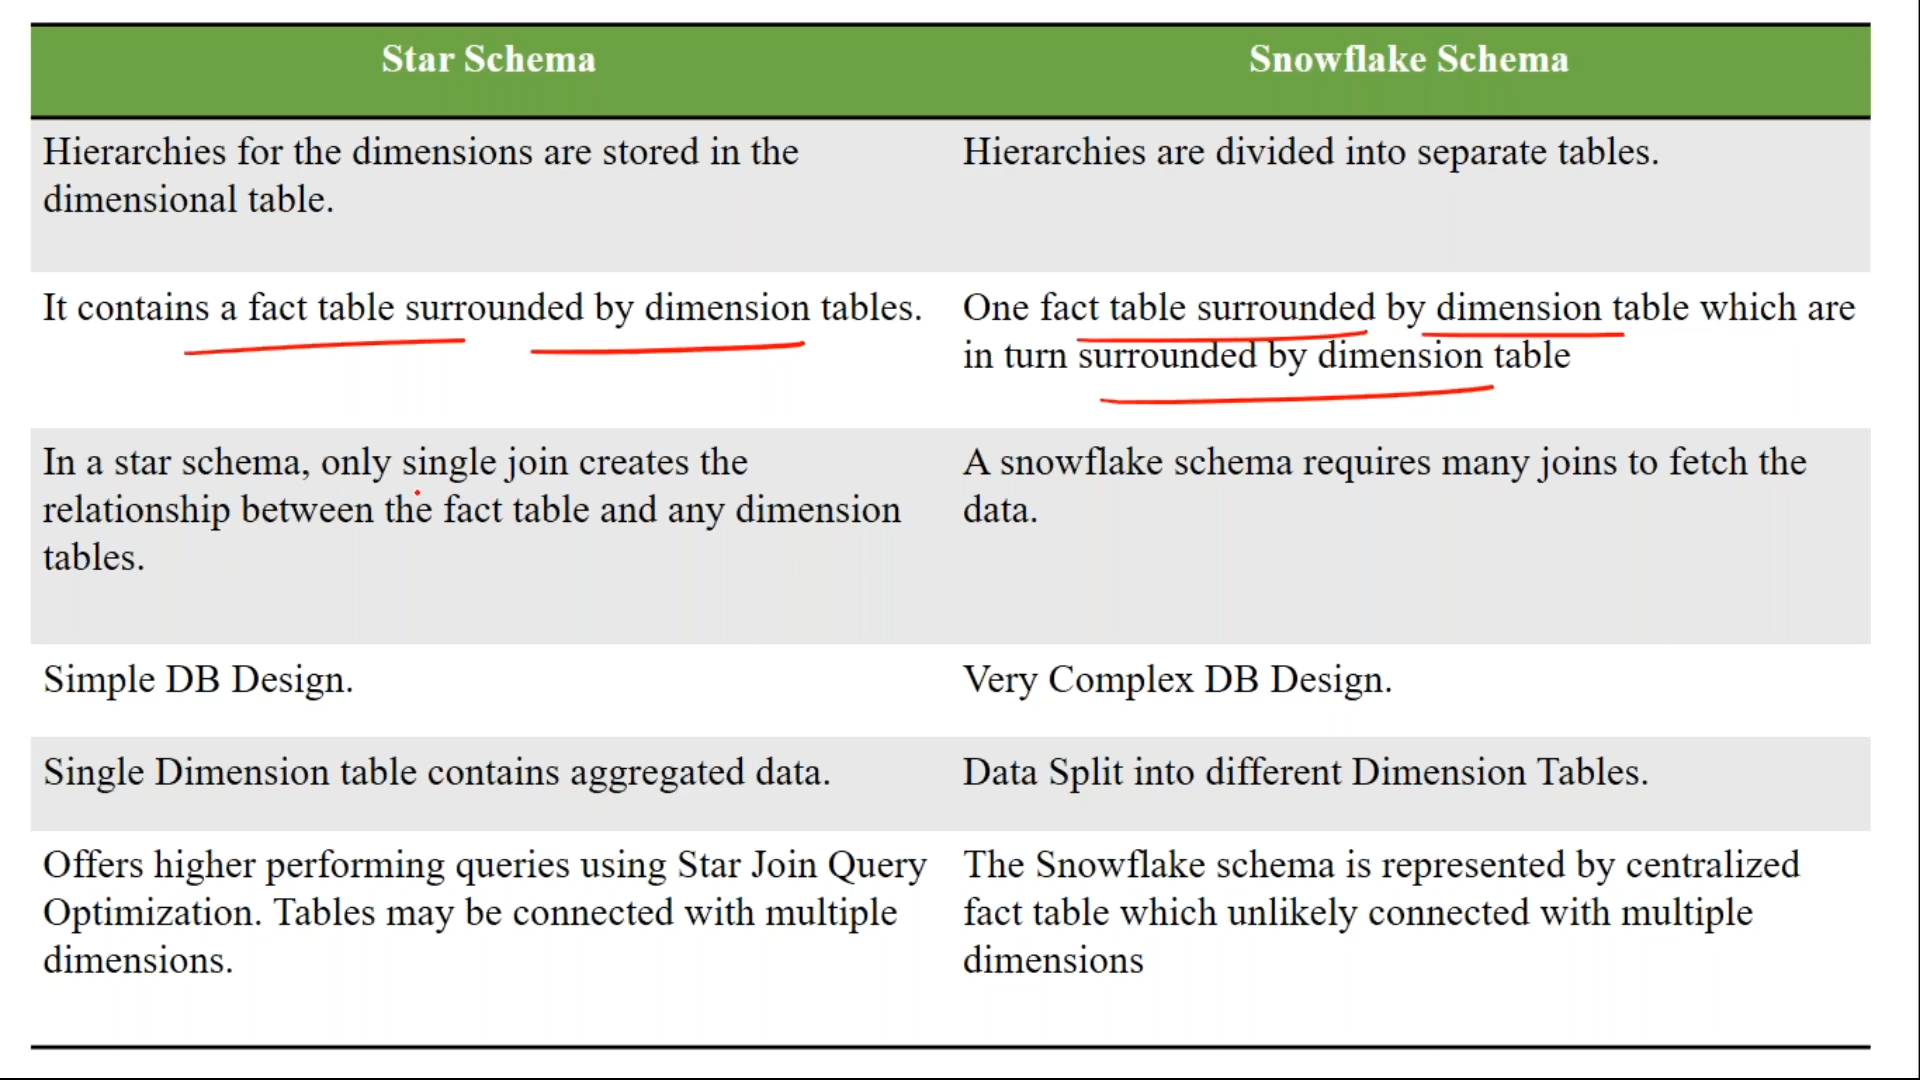 Star Schema
Snowflake Schema
Hierarchies for the dimensions are stored in the
dimensional table.
Hierarchies are divided into separate tables.
It contains a fact table surrounded by dimension tables.
One fact table surrounded by dimension table which are
in turn surrounded by dimension table
In a star schema, only single join creates the
relationship between the fact table and any dimension
tables.
A snowflake schema requires many joins to fetch the
data.
Simple DB Design.
Very Complex DB Design.
Single Dimension table contains aggregated data.
Data Split into different Dimension Tables.
Offers higher performing queries using Star Join Query
Optimization. Tables may be connected with multiple
dimensions.
The Snowflake schema is represented by centralized
fact table which unlikely connected with multiple
dimensions